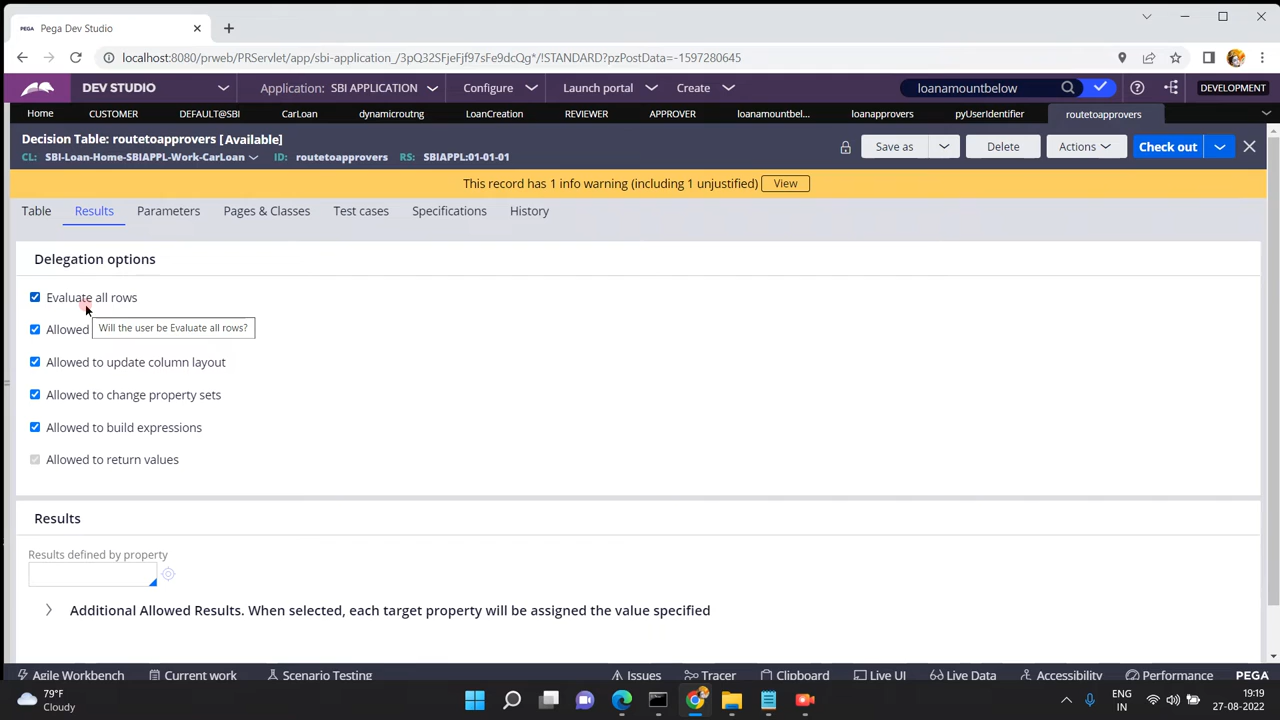 PEGA Pega Dev Studio
localhost:8080/prweb/PRServlet/app/sbi-application_/3pQ32SFjeFjf97sFe9dcQg*/!STANDARD?pzPostData=-1597280645
DEV STUDIO Application: SBI APPLICATION Configure Launch portal Create loanamountbelow DEVELOPMENT
Home CUSTOMER DEFAULT@SBI CarLoan dynamicroutng LoanCreation REVIEWER APPROVER loanamountbel... loanapprovers pyUserIdentifier routetoapprovers
Decision Table: routetoapprovers [Available]
CL: SBI-Loan-Home-SBIAPPL-Work-CarLoan ID: routetoapprovers RS: SBIAPPL:01-01-01
Save as Delete Actions Check out
This record has 1 info warning (including 1 unjustified) View
Table Results Parameters Pages & Classes Test cases Specifications History
Delegation options
Evaluate all rows
Allowed
Will the user be Evaluate all rows?
Allowed to update column layout
Allowed to change property sets
Allowed to build expressions
Allowed to return values
Results
Results defined by property
Additional Allowed Results. When selected, each target property will be assigned the value specified
Agile Workbench Current work Scenario Testing Issues Tracer Clipboard Live UI Live Data Accessibility Performance PEGA
79°F
Cloudy
ENG
IN
19:19
27-08-2022